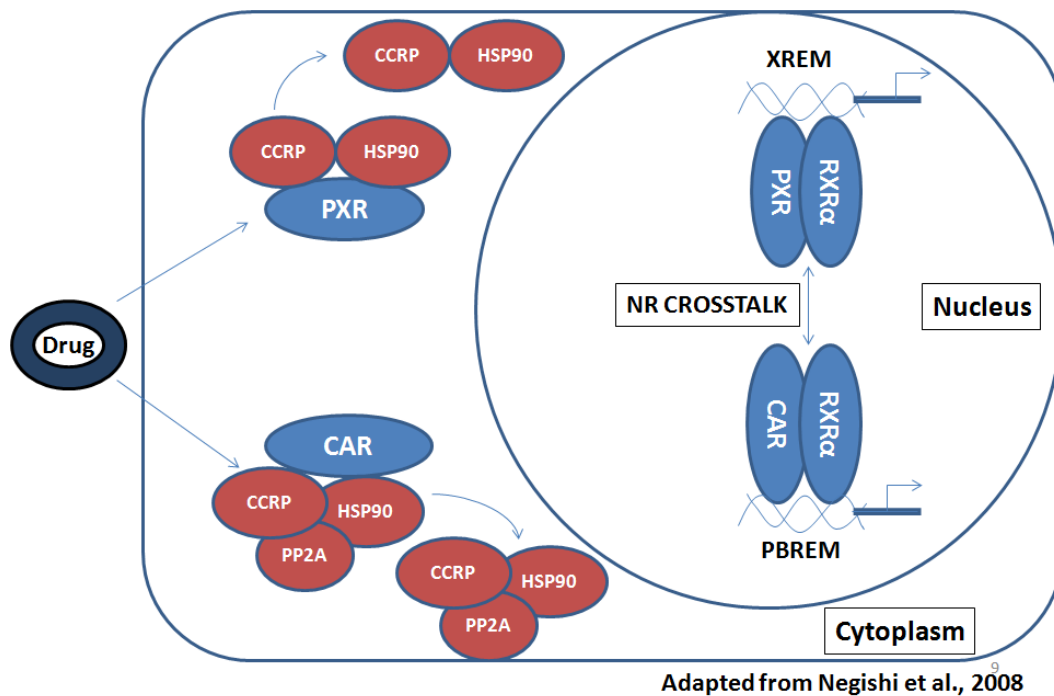 CCRP
HSP90
CCRP
HSP90
PXR
Drug
CAR
CCRP
HSP90
PP2A
CCRP
HSP90
PP2A
XREM
PXR
RXRα
NR CROSSTALK
Nucleus
CAR
RXRα
PBREM
Cytoplasm
9
Adapted from Negishi et al., 2008